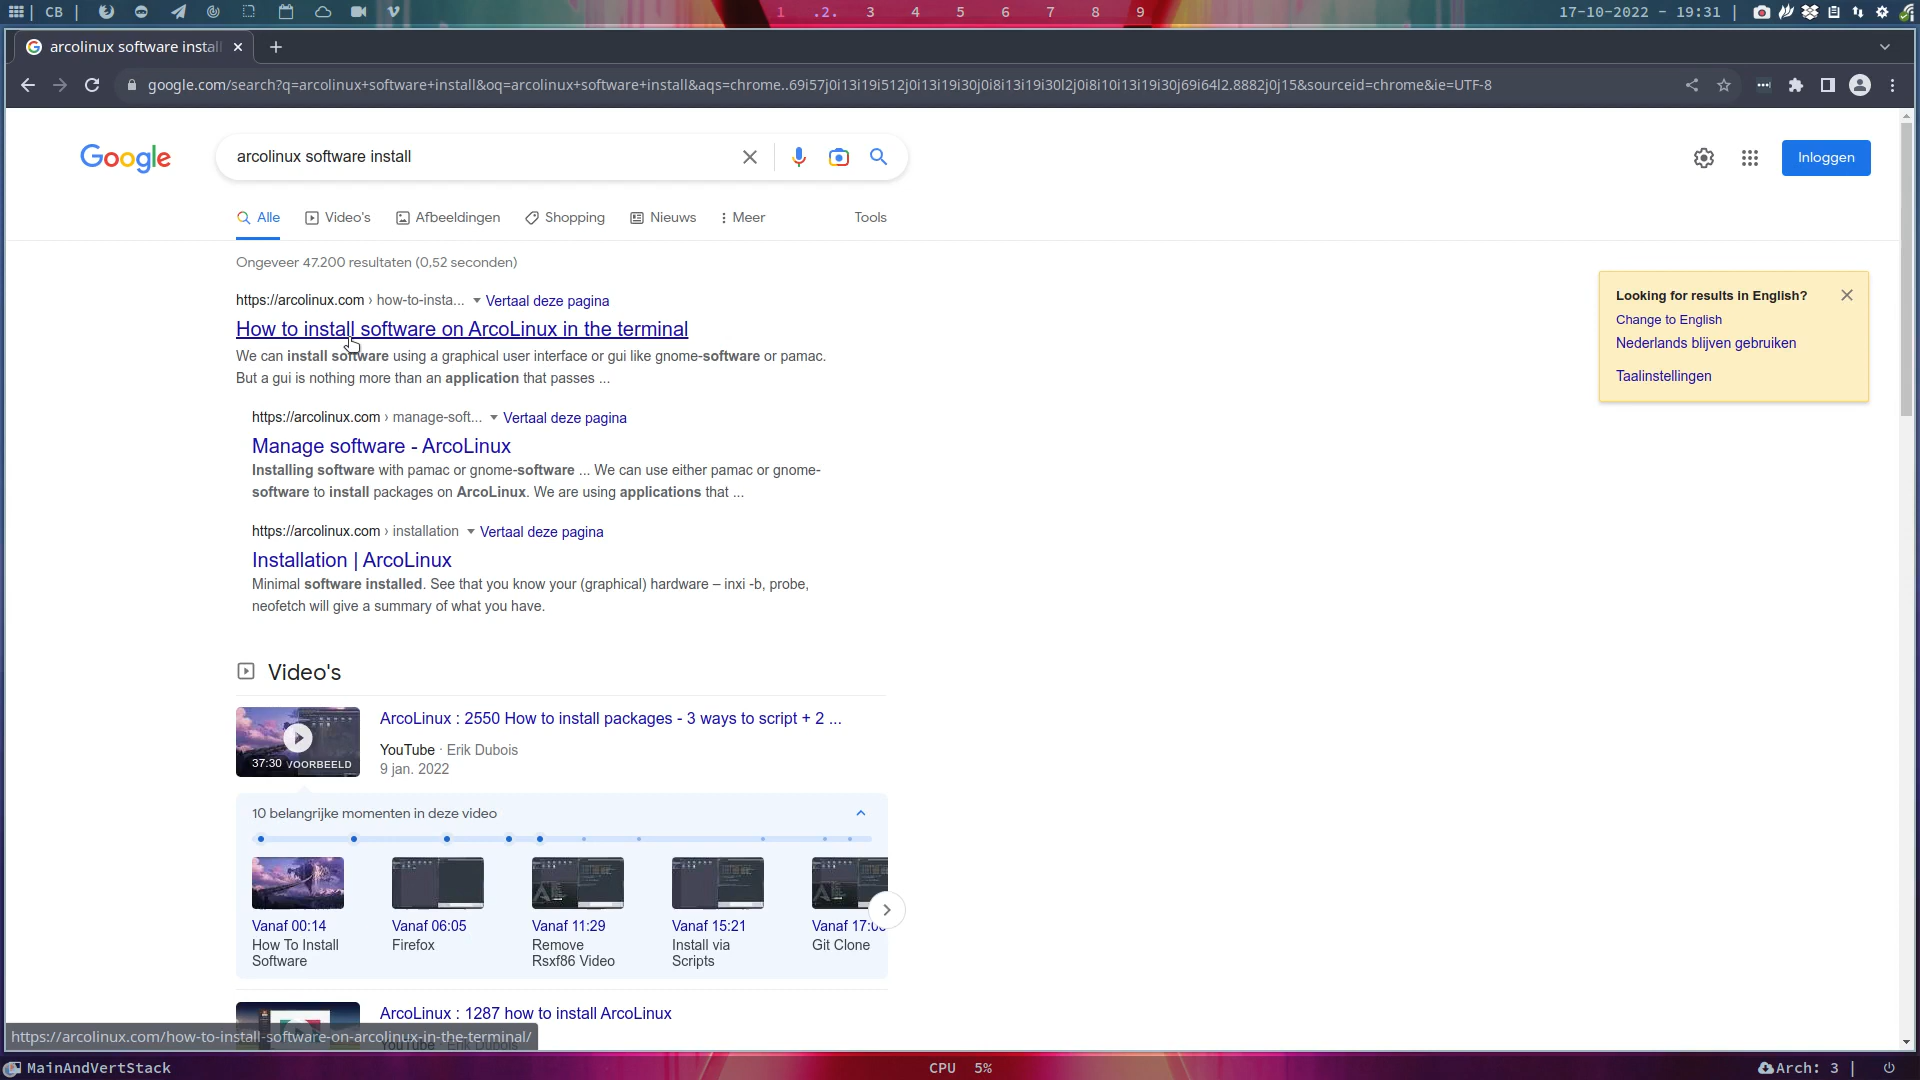 CB
1 .2. 3 4 5 6 7 8 9
17-10-2022 - 19:31
arcolinux software install
google.com/search?q=arcolinux+software+install&oq=arcolinux+software+install&aqs=chrome..69i57j0i13i19i512j0i13i19i30j0i8i13i19i30l2j0i8i10i13i19i30j69i64l2.8882j0j15&sourceid=chrome&ie=UTF-8
Google
arcolinux software install
Inloggen
Alle
Video's
Afbeeldingen
Shopping
Nieuws
Meer
Tools
Ongeveer 47.200 resultaten (0,52 seconden)
https://arcolinux.com › how-to-insta... Vertaal deze pagina
How to install software on ArcoLinux in the terminal
We can install software using a graphical user interface or gui like gnome-software or pamac.
But a gui is nothing more than an application that passes ...
https://arcolinux.com › manage-soft... Vertaal deze pagina
Manage software - ArcoLinux
Installing software with pamac or gnome-software ... We can use either pamac or gnome-
software to install packages on ArcoLinux. We are using applications that ...
https://arcolinux.com › installation Vertaal deze pagina
Installation | ArcoLinux
Minimal software installed. See that you know your (graphical) hardware – inxi -b, probe,
neofetch will give a summary of what you have.
Looking for results in English?
Change to English
Nederlands blijven gebruiken
Taalinstellingen
Video's
ArcoLinux : 2550 How to install packages - 3 ways to script + 2 ...
YouTube · Erik Dubois
9 jan. 2022
37:30 VOORBEELD
10 belangrijke momenten in deze video
Vanaf 00:14
How To Install
Software
Vanaf 06:05
Firefox
Vanaf 11:29
Remove
Rsxf86 Video
Vanaf 15:21
Install via
Scripts
Vanaf 17:0
Git Clone
ArcoLinux : 1287 how to install ArcoLinux
YouTube · Erik Dubois
https://arcolinux.com/how-to-install-software-on-arcolinux-in-the-terminal/
MainAndVertStack
CPU 5%
Arch: 3